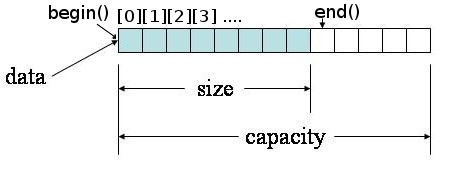 begin() [0][1][2][3] .... end()
data
size
capacity